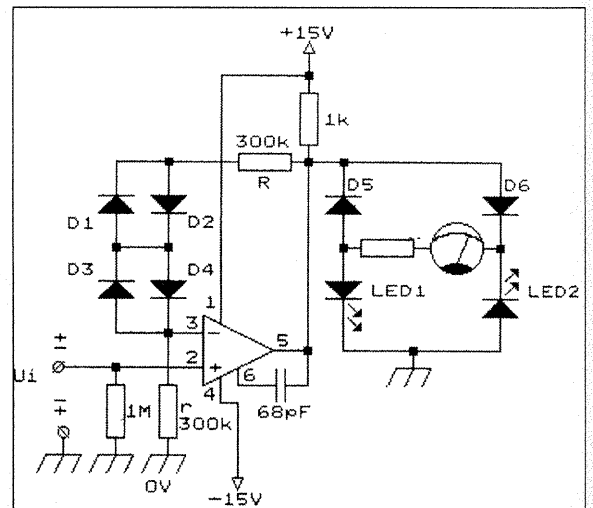 +15V
1k
300k
R
D5
D6
D1
D2
D3
D4
1
LED1
LED2
3
−
5
±
2
+
Ui
6
4
∓
1M
r
68pF
300k
0V
−15V